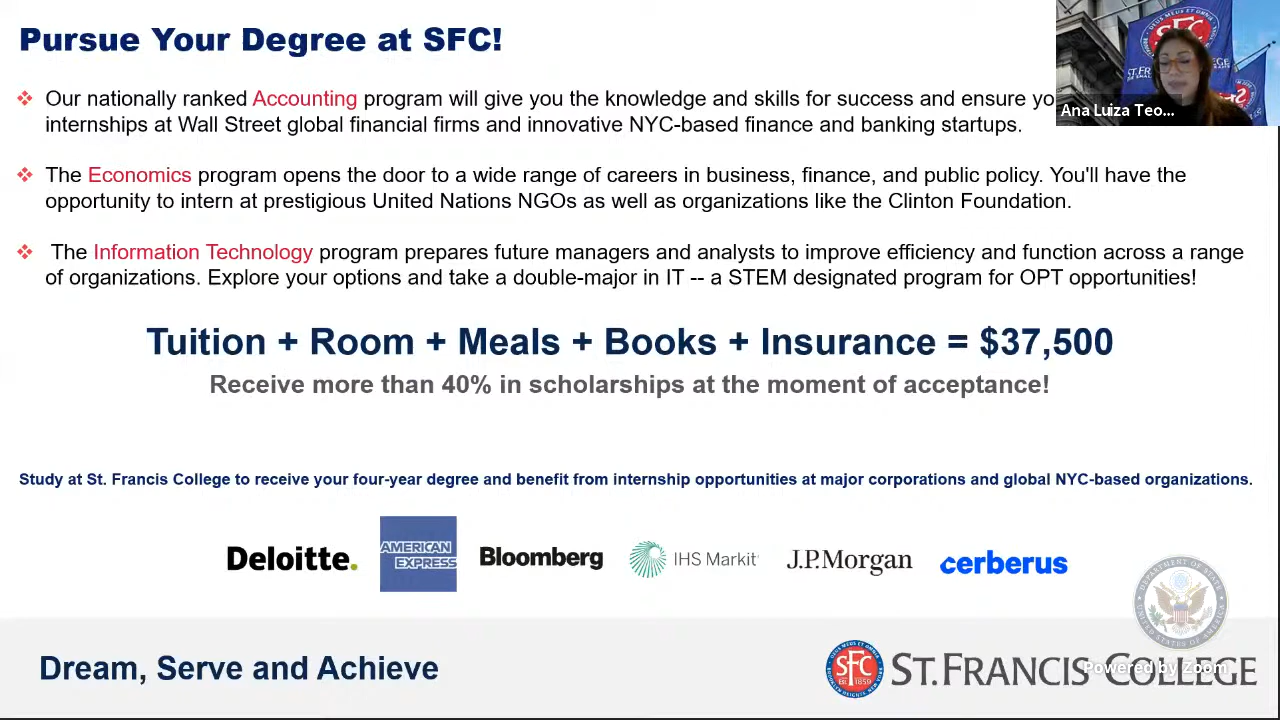 Pursue Your Degree at SFC!
Our nationally ranked Accounting program will give you the knowledge and skills for success and ensure yo
internships at Wall Street global financial firms and innovative NYC-based finance and banking startups.
The Economics program opens the door to a wide range of careers in business, finance, and public policy. You'll have the
opportunity to intern at prestigious United Nations NGOs as well as organizations like the Clinton Foundation.
The Information Technology program prepares future managers and analysts to improve efficiency and function across a range
of organizations. Explore your options and take a double-major in IT -- a STEM designated program for OPT opportunities!
Ana Luiza Teo...
Tuition + Room + Meals + Books + Insurance = $37,500
Receive more than 40% in scholarships at the moment of acceptance!
Study at St. Francis College to receive your four-year degree and benefit from internship opportunities at major corporations and global NYC-based organizations.
Deloitte.
AMERICAN
EXPRESS
Bloomberg
IHS Markit
J.P.Morgan
cerberus
DEPARTMENT OF STATE
UNITED STATES OF AMERICA
Dream, Serve and Achieve
SFC
ST. FRANCIS COLLEGE
Powered by Zoom